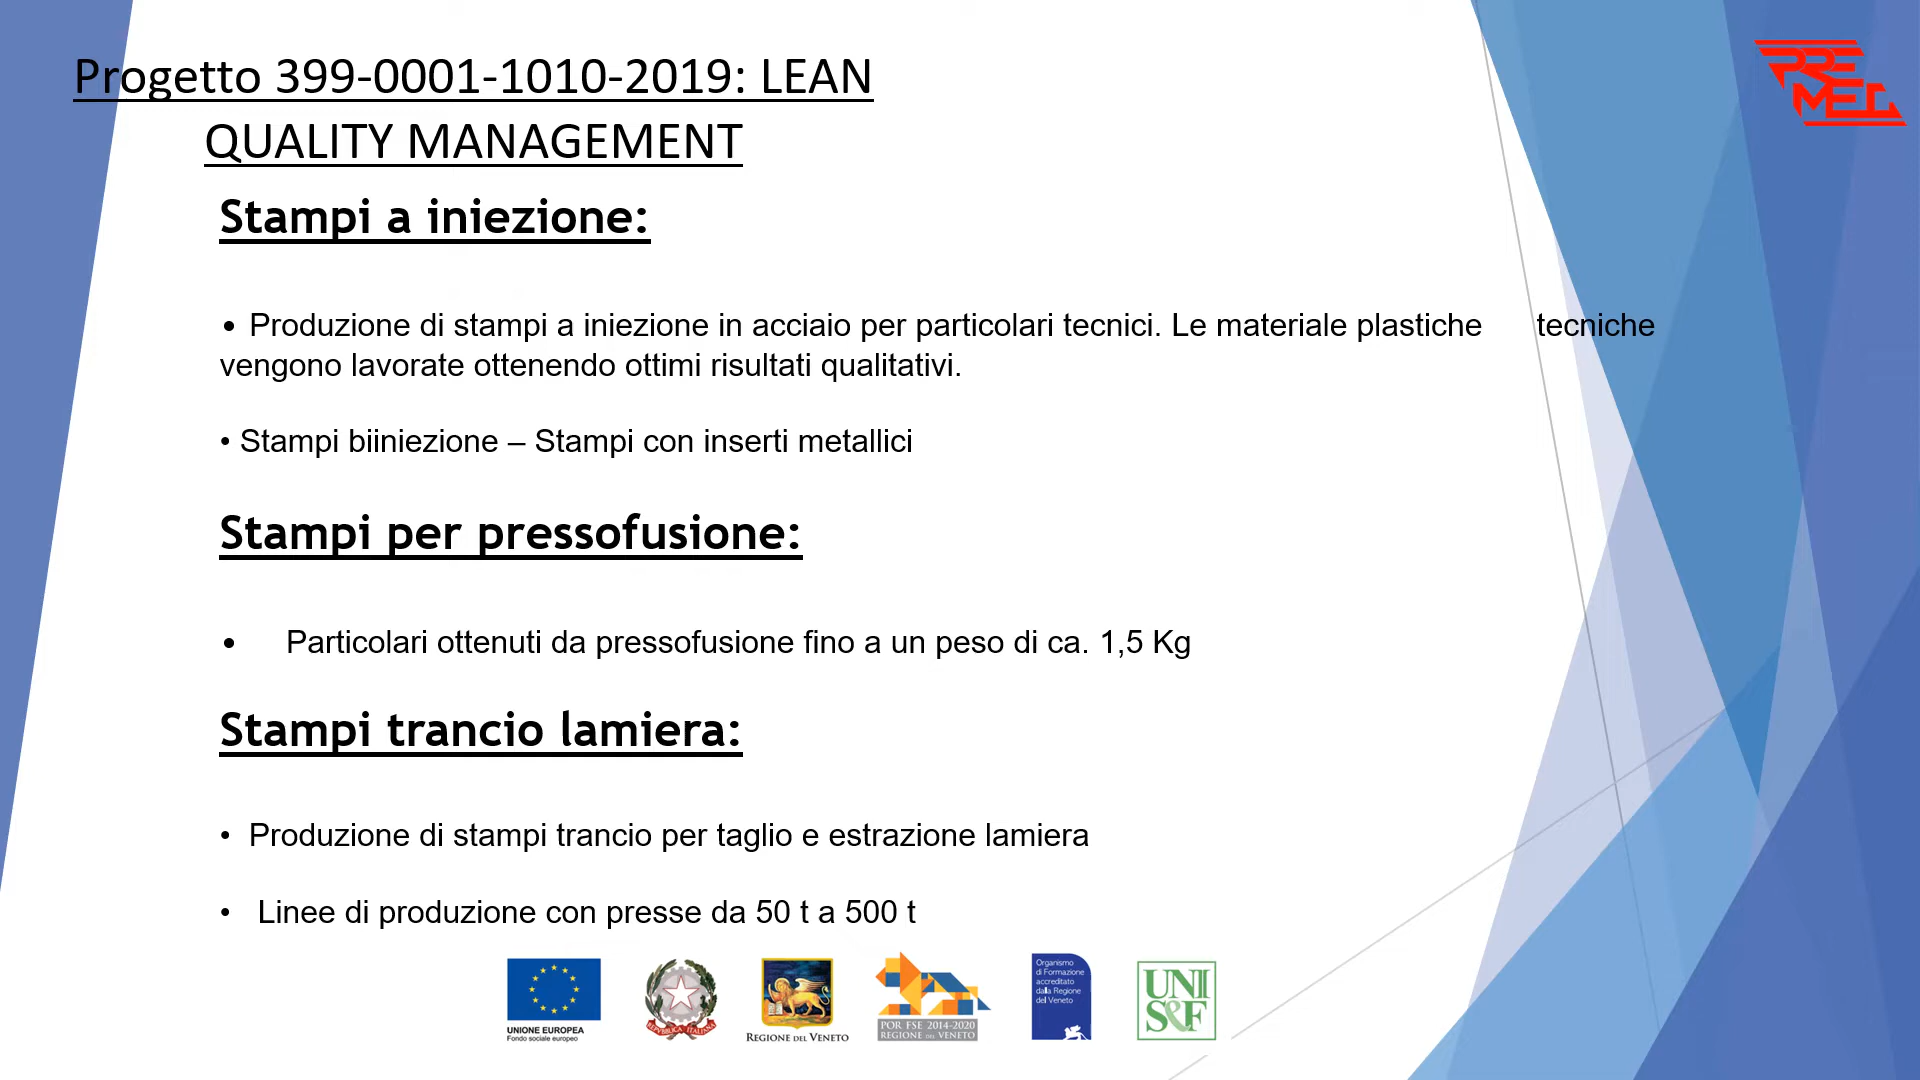 Progetto 399-0001-1010-2019: LEAN
QUALITY MANAGEMENT
PRE
MEC
Stampi a iniezione:
• Produzione di stampi a iniezione in acciaio per particolari tecnici. Le materiale plastiche tecniche
vengono lavorate ottenendo ottimi risultati qualitativi.
• Stampi biiniezione – Stampi con inserti metallici
Stampi per pressofusione:
• Particolari ottenuti da pressofusione fino a un peso di ca. 1,5 Kg
Stampi trancio lamiera:
• Produzione di stampi trancio per taglio e estrazione lamiera
• Linee di produzione con presse da 50 t a 500 t
UNIONE EUROPEA
Fondo sociale europeo
REPVBBLICA ITALIANA
REGIONE DEL VENETO
POR FSE 2014-2020
REGIONE DEL VENETO
Organismo
di Formazione
accreditato
dalla Regione
del Veneto
UNI
S&F